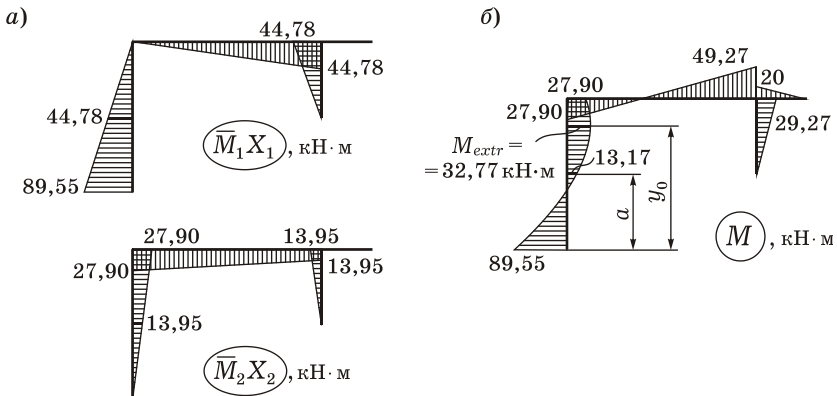 а)
44,78
44,78
44,78
89,55
M̅₁X₁, кН·м
27,90
13,95
27,90
13,95
13,95
M̅₂X₂, кН·м
б)
49,27
27,90
20
27,90
29,27
Mextr =
= 32,77 кН·м
13,17
a
y₀
89,55
M, кН·м